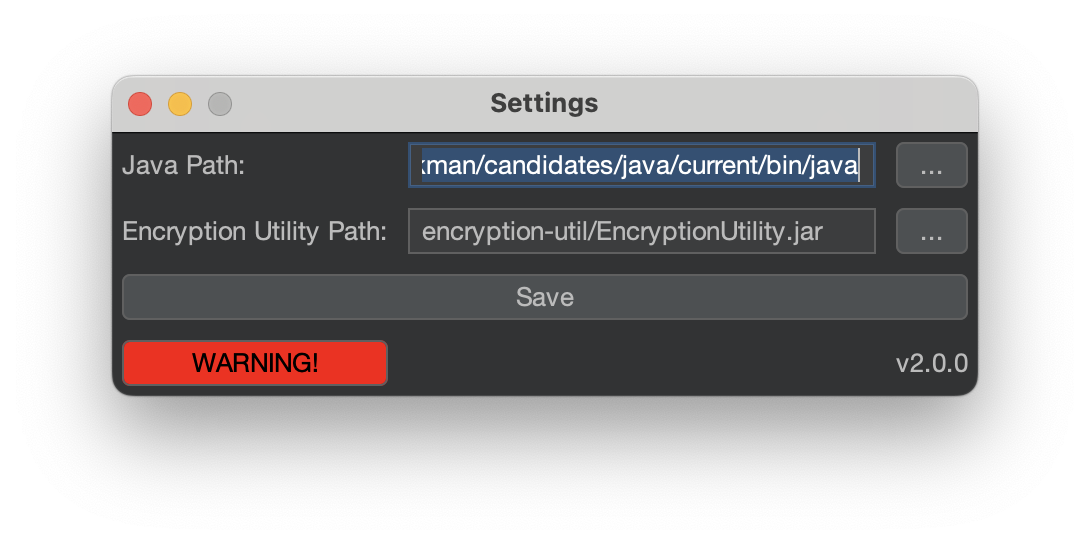 Settings
Java Path:
kman/candidates/java/current/bin/java
...
Encryption Utility Path:
encryption-util/EncryptionUtility.jar
...
Save
WARNING!
v2.0.0